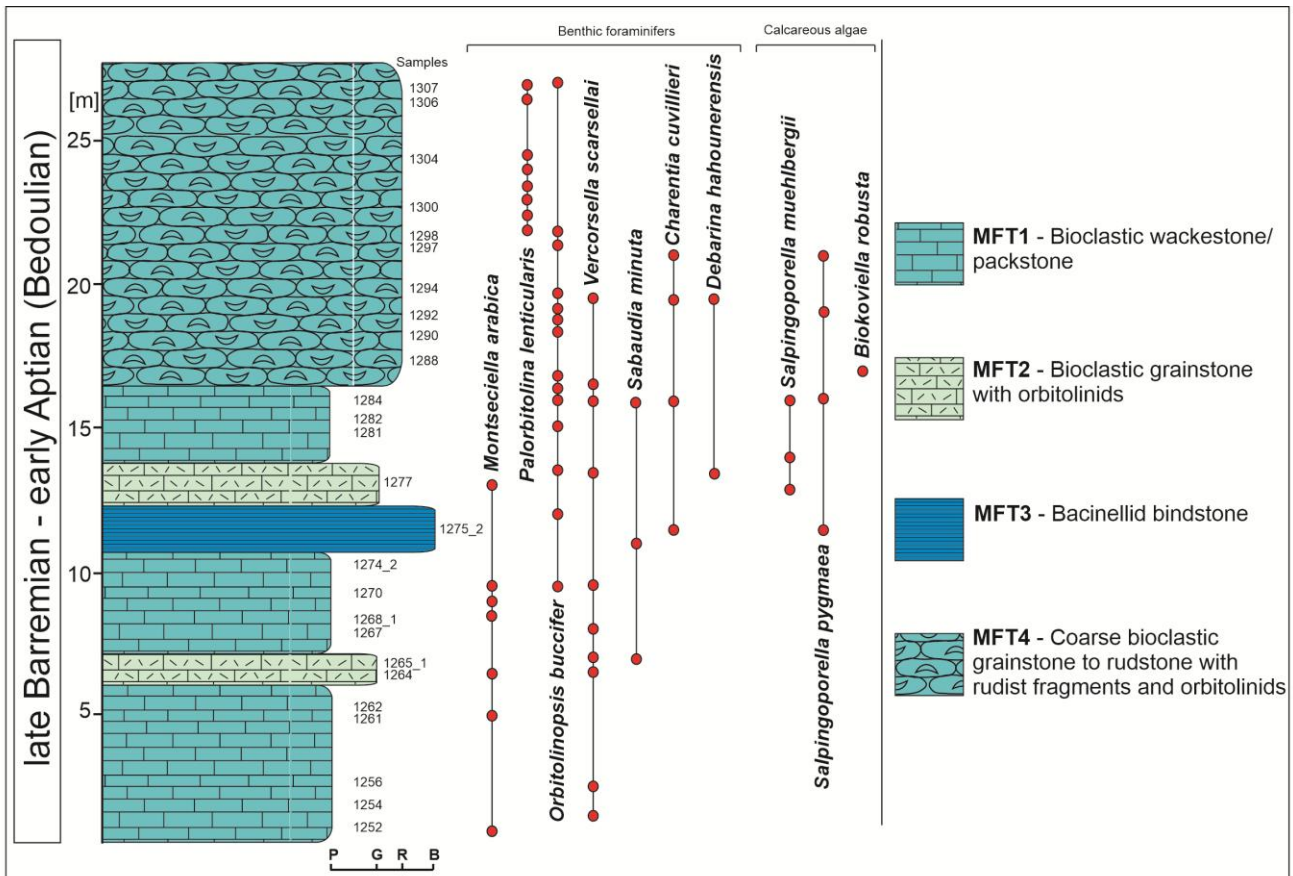 Benthic foraminifers
Calcareous algae
late Barremian - early Aptian (Bedoulian)
[m]
25
20
15
10
5
Samples
1307
1306
1304
1300
1298
1297
1294
1292
1290
1288
1284
1282
1281
1277
1275_2
1274_2
1270
1268_1
1267
1265_1
1264
1262
1261
1256
1254
1252
P G R B
Montseciella arabica
Palorbitolina lenticularis
Orbitolinopsis buccifer
Vercorsella scarsellai
Sabaudia minuta
Charentia cuvillieri
Debarina hahounerensis
Salpingoporella muehlbergii
Salpingoporella pygmaea
Biokoviella robusta
MFT1 - Bioclastic wackestone/
packstone
MFT2 - Bioclastic grainstone
with orbitolinids
MFT3 - Bacinellid bindstone
MFT4 - Coarse bioclastic
grainstone to rudstone with
rudist fragments and orbitolinids